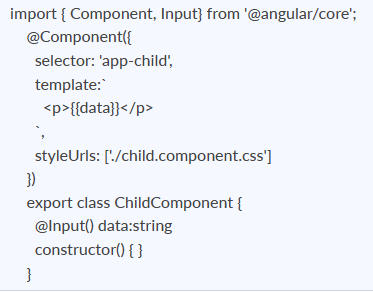 import { Component, Input} from '@angular/core';
@Component({
selector: 'app-child',
template:`
<p>{{data}}</p>
`,
styleUrls: ['./child.component.css']
})
export class ChildComponent {
@Input() data:string
constructor() { }
}